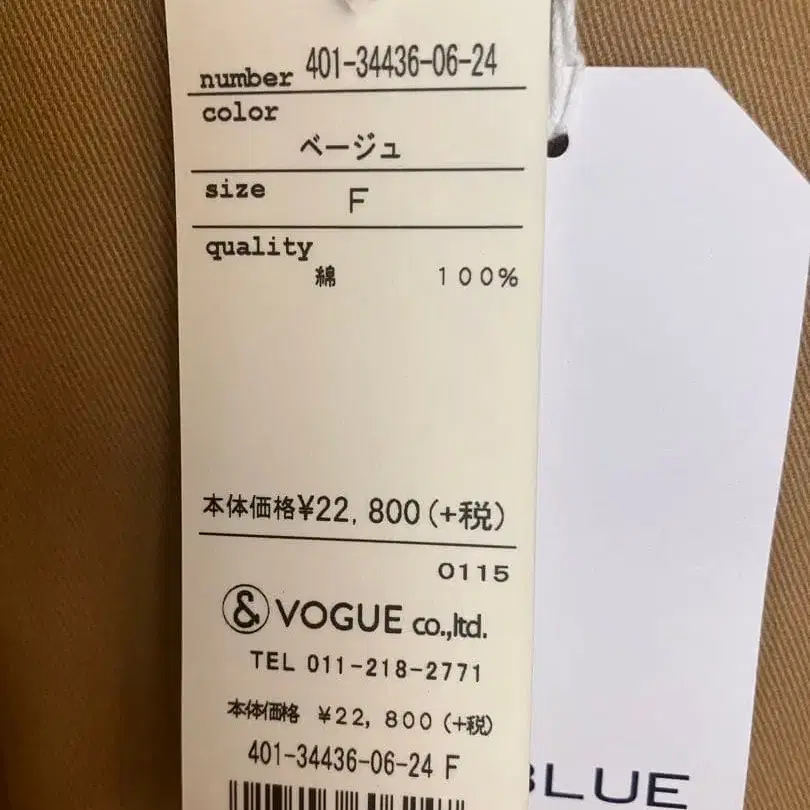 number 401-34436-06-24
color
ベージュ
size F
quality
綿 100%
本体価格¥22,800(+税)
0115
& VOGUE co.,ltd.
TEL 011-218-2771
本体価格 ¥22,800(+税)
401-34436-06-24 F
BLUE